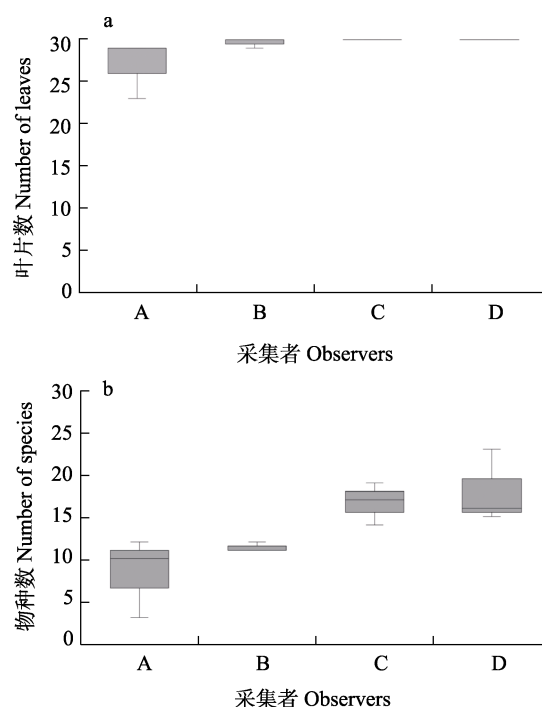 a
30
25
20
15
10
5
0
叶片数 Number of leaves
A B C D
采集者 Observers
b
30
25
20
15
10
5
0
物种数 Number of species
A B C D
采集者 Observers